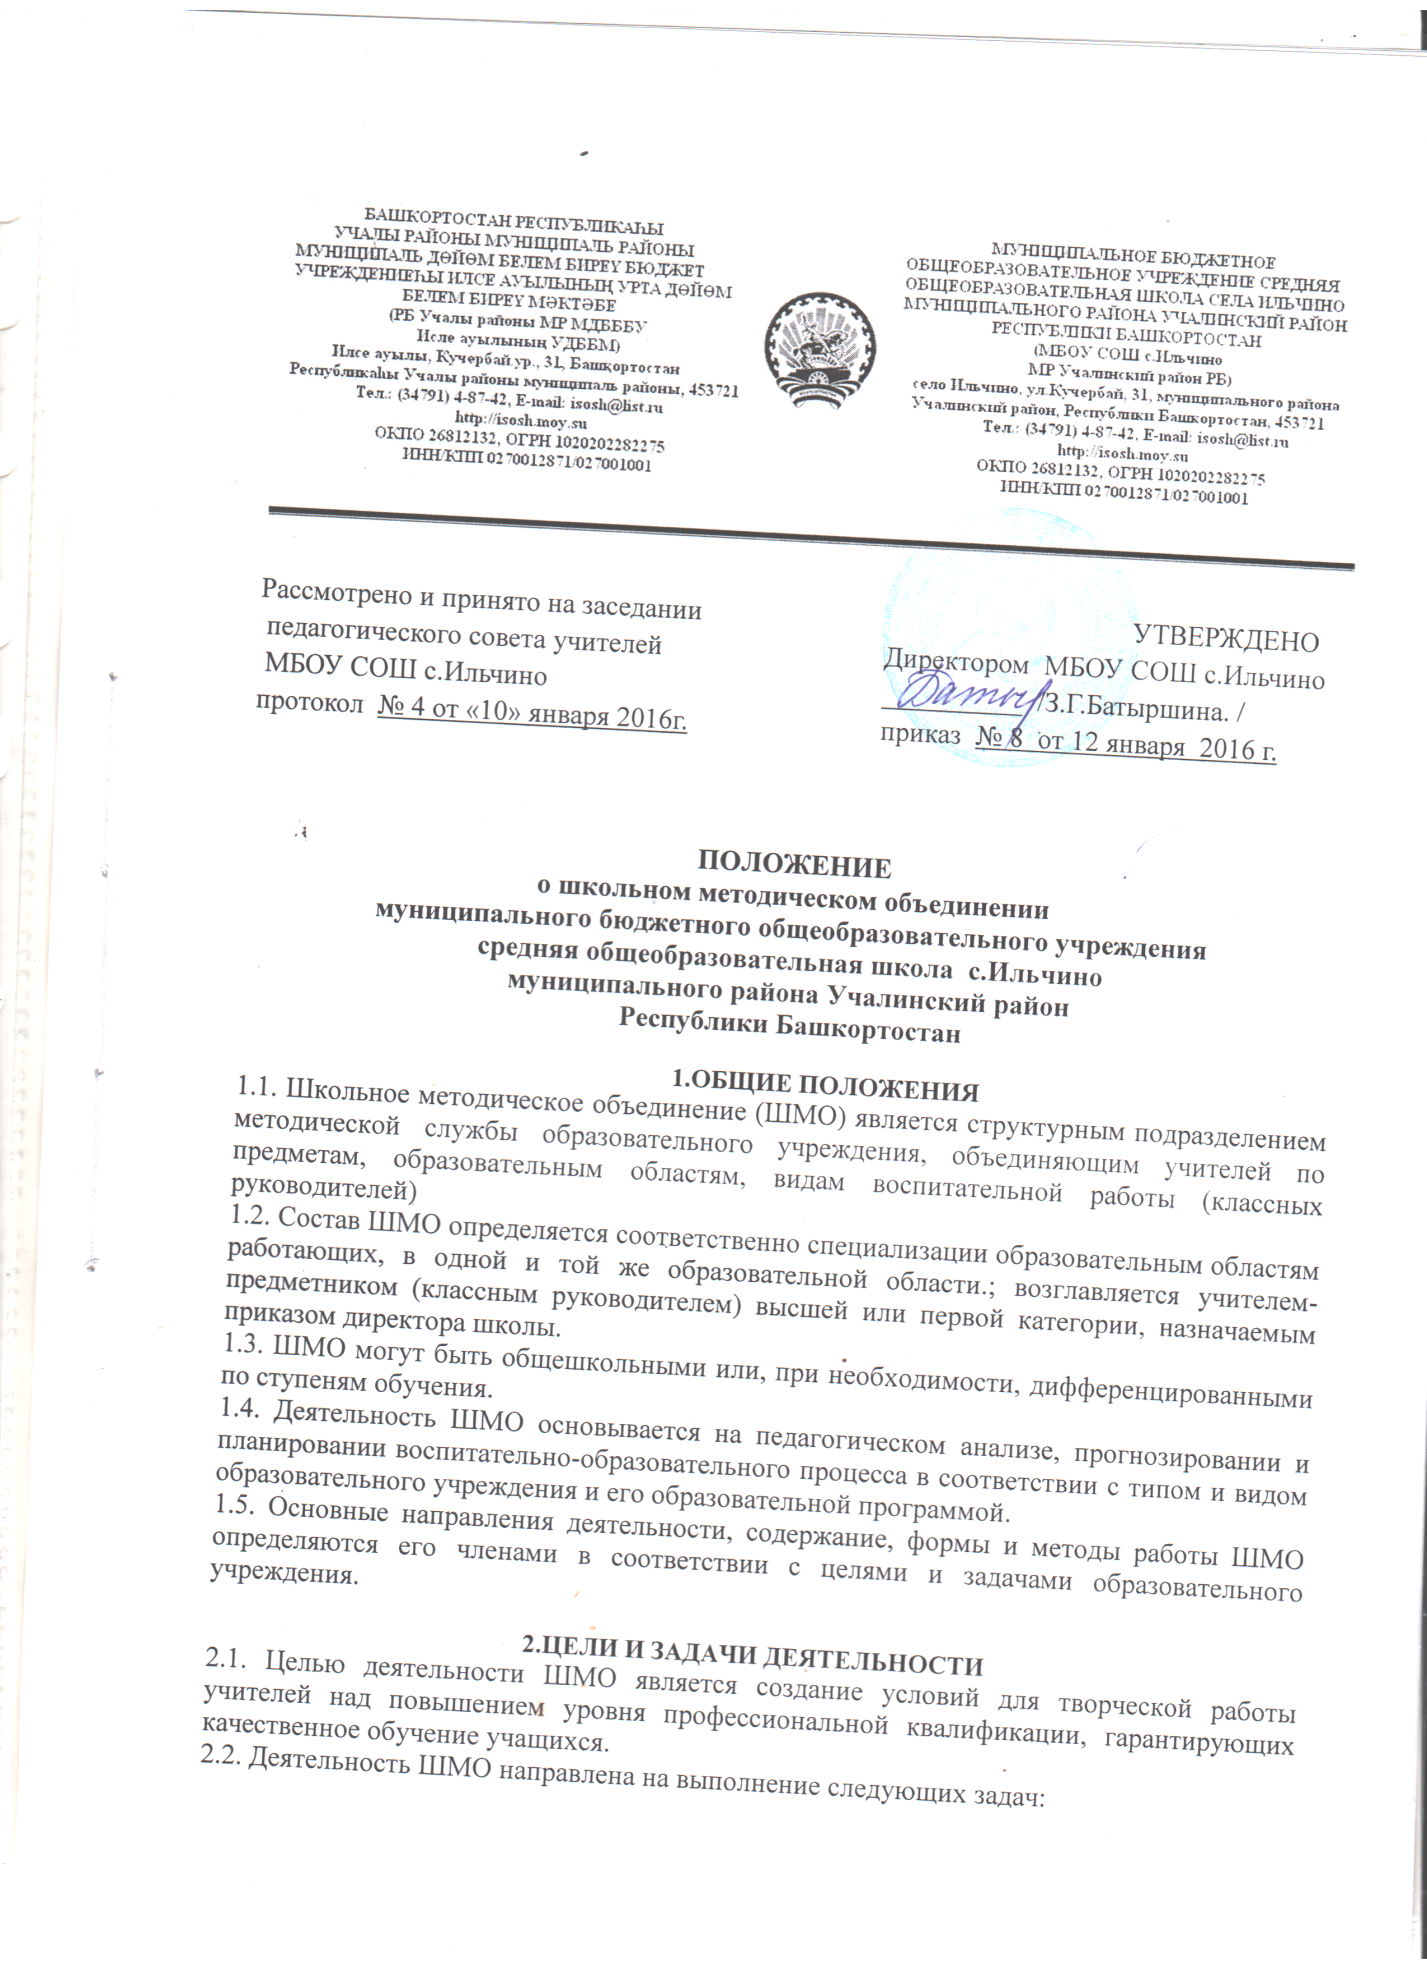 БАШКОРТОСТАН РЕСПУБЛИКАҺЫ
УЧАЛЫ РАЙОНЫ МУНИЦИПАЛЬ РАЙОНЫ
МУНИЦИПАЛЬ ДӨЙӨМ БЕЛЕМ БИРЕҮ БЮДЖЕТ
УЧРЕЖДЕНИЕҺЫ ИЛСЕ АУЫЛЫНЫҢ УРТА ДӨЙӨМ
БЕЛЕМ БИРЕҮ МӘКТӘБЕ
(РБ Учалы районы МР МДБББУ
Исле ауылының УДББМ)
Илсе ауылы, Кучербай ур., 31, Башҡортостан
Республикаһы Учалы районы муниципаль районы, 453721
Тел.: (34791) 4-87-42, E-mail: isosh@list.ru
http://isosh.moy.su
ОКПО 26812132, ОГРН 1020202282275
ИНН/КПП 0270012871/027001001
МУНИЦИПАЛЬНОЕ БЮДЖЕТНОЕ
ОБЩЕОБРАЗОВАТЕЛЬНОЕ УЧРЕЖДЕНИЕ СРЕДНЯЯ
ОБЩЕОБРАЗОВАТЕЛЬНАЯ ШКОЛА СЕЛА ИЛЬЧИНО
МУНИЦИПАЛЬНОГО РАЙОНА УЧАЛИНСКИЙ РАЙОН
РЕСПУБЛИКИ БАШКОРТОСТАН
(МБОУ СОШ с.Ильчино
МР Учалинский район РБ)
село Ильчино, ул.Кучербай, 31, муниципального района
Учалинский район, Республики Башкортостан, 453721
Тел.: (34791) 4-87-42, E-mail: isosh@list.ru
http://isosh.moy.su
ОКПО 26812132, ОГРН 1020202282275
ИНН/КПП 0270012871/027001001
Рассмотрено и принято на заседании
педагогического совета учителей
МБОУ СОШ с.Ильчино
протокол № 4 от «10» января 2016г.
УТВЕРЖДЕНО
Директором МБОУ СОШ с.Ильчино
__________ /З.Г.Батыршина. /
приказ № 8 от 12 января 2016 г.
ПОЛОЖЕНИЕ
о школьном методическом объединении
муниципального бюджетного общеобразовательного учреждения
средняя общеобразовательная школа с.Ильчино
муниципального района Учалинский район
Республики Башкортостан
1.ОБЩИЕ ПОЛОЖЕНИЯ
1.1. Школьное методическое объединение (ШМО) является структурным подразделением
методической службы образовательного учреждения, объединяющим учителей по
предметам, образовательным областям, видам воспитательной работы (классных
руководителей)
1.2. Состав ШМО определяется соответственно специализации образовательным областям
работающих, в одной и той же образовательной области.; возглавляется учителем-
предметником (классным руководителем) высшей или первой категории, назначаемым
приказом директора школы.
1.3. ШМО могут быть общешкольными или, при необходимости, дифференцированными
по ступеням обучения.
1.4. Деятельность ШМО основывается на педагогическом анализе, прогнозировании и
планировании воспитательно-образовательного процесса в соответствии с типом и видом
образовательного учреждения и его образовательной программой.
1.5. Основные направления деятельности, содержание, формы и методы работы ШМО
определяются его членами в соответствии с целями и задачами образовательного
учреждения.
2.ЦЕЛИ И ЗАДАЧИ ДЕЯТЕЛЬНОСТИ
2.1. Целью деятельности ШМО является создание условий для творческой работы
учителей над повышением уровня профессиональной квалификации, гарантирующих
качественное обучение учащихся.
2.2. Деятельность ШМО направлена на выполнение следующих задач: